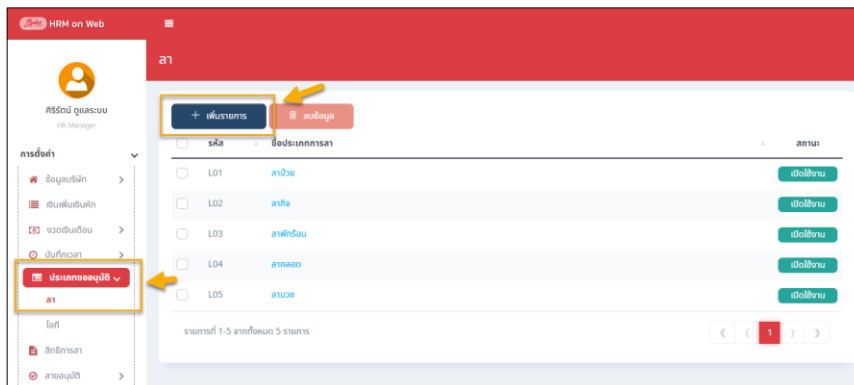 HRM on Web
ลา
ศิริรัตน์ ดูแลระบบ
HR Manager
การตั้งค่า
ข้อมูลบริษัท
เงินเพิ่มเงินหัก
งวดเงินเดือน
บันทึกเวลา
ประเภทขออนุมัติ
ลา
โอที
สิทธิการลา
สายอนุมัติ
+ เพิ่มรายการ
ลบข้อมูล
รหัส ชื่อประเภทการลา สถานะ
L01 ลาป่วย เปิดใช้งาน
L02 ลากิจ เปิดใช้งาน
L03 ลาพักร้อน เปิดใช้งาน
L04 ลาคลอด เปิดใช้งาน
L05 ลาบวช เปิดใช้งาน
รายการที่ 1-5 จากทั้งหมด 5 รายการ
1